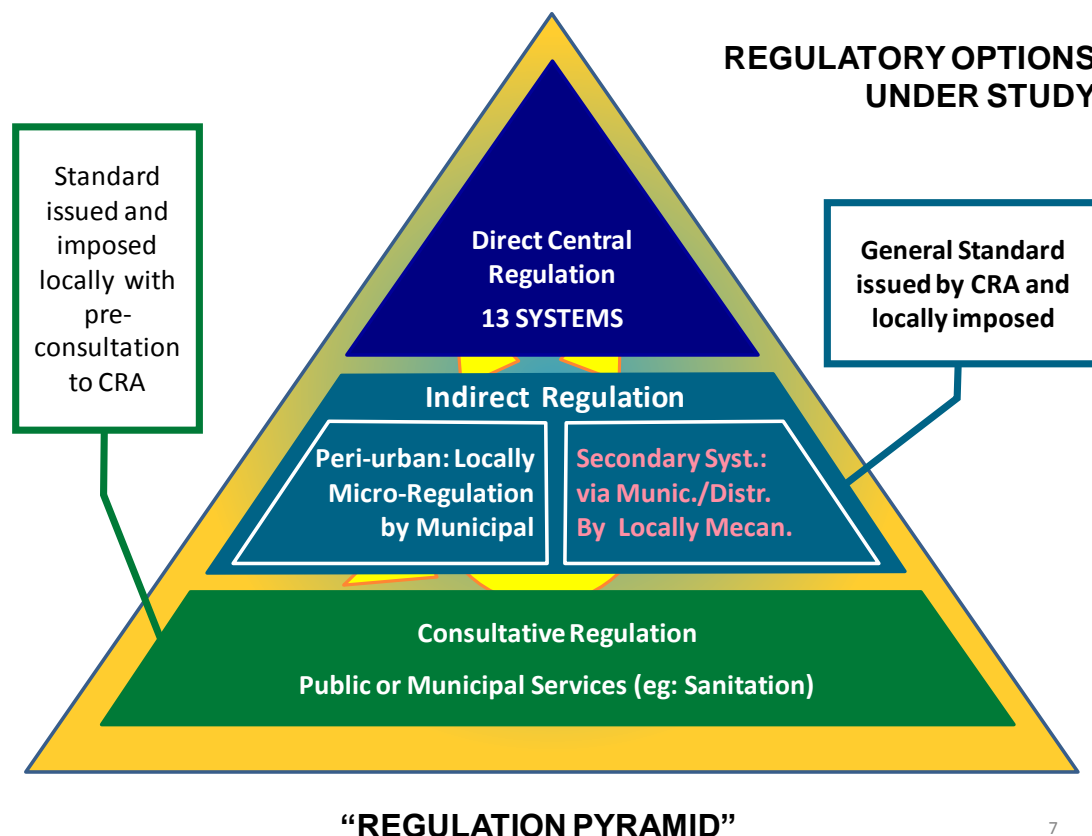 REGULATORY OPTIONS
UNDER STUDY
Standard
issued and
imposed
locally with
pre-
consultation
to CRA
Direct Central
Regulation
13 SYSTEMS
General Standard
issued by CRA and
locally imposed
Indirect Regulation
Peri-urban: Locally
Micro-Regulation
by Municipal
Secondary Syst.:
via Munic./Distr.
By Locally Mecan.
Consultative Regulation
Public or Municipal Services (eg: Sanitation)
“REGULATION PYRAMID”
7